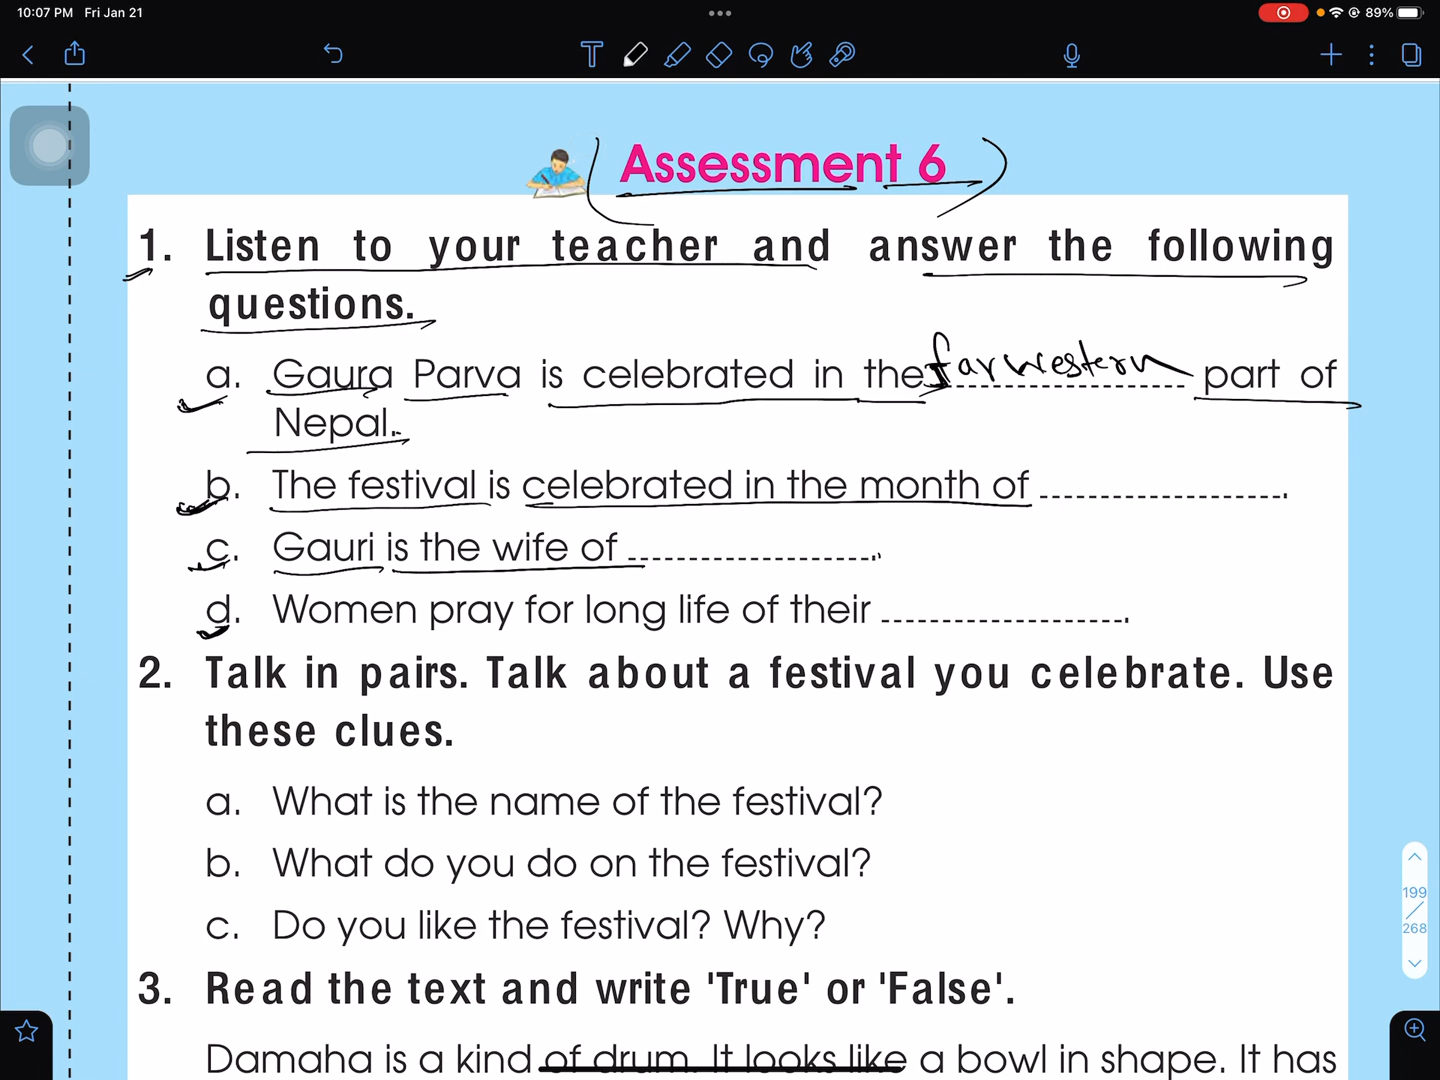 10:07 PM Fri Jan 21
89%
Assessment 6
1. Listen to your teacher and answer the following
questions.
a. Gaura Parva is celebrated in the farwestern part of
Nepal.
b. The festival is celebrated in the month of ....................
c. Gauri is the wife of ....................
d. Women pray for long life of their ....................
2. Talk in pairs. Talk about a festival you celebrate. Use
these clues.
a. What is the name of the festival?
b. What do you do on the festival?
c. Do you like the festival? Why?
199
268
3. Read the text and write 'True' or 'False'.
Damaha is a kind of drum. It looks like a bowl in shape. It has